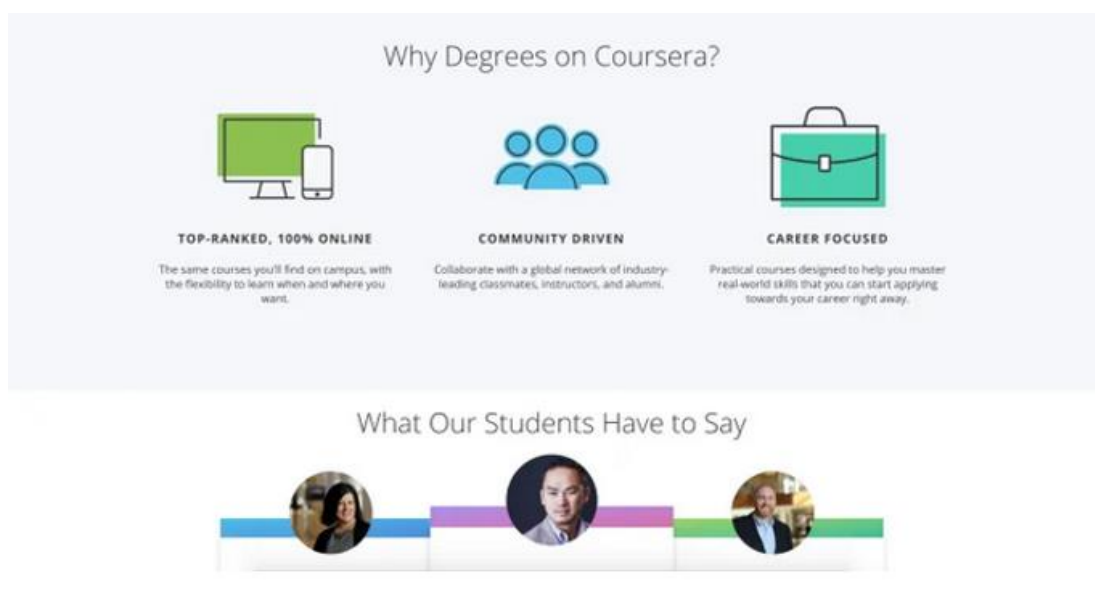 Why Degrees on Coursera?
TOP-RANKED, 100% ONLINE
The same courses you'll find on campus, with
the flexibility to learn when and where you
want.
COMMUNITY DRIVEN
Collaborate with a global network of industry-
leading classmates, instructors, and alumni.
CAREER FOCUSED
Practical courses designed to help you master
real-world skills that you can start applying
towards your career right away.
What Our Students Have to Say